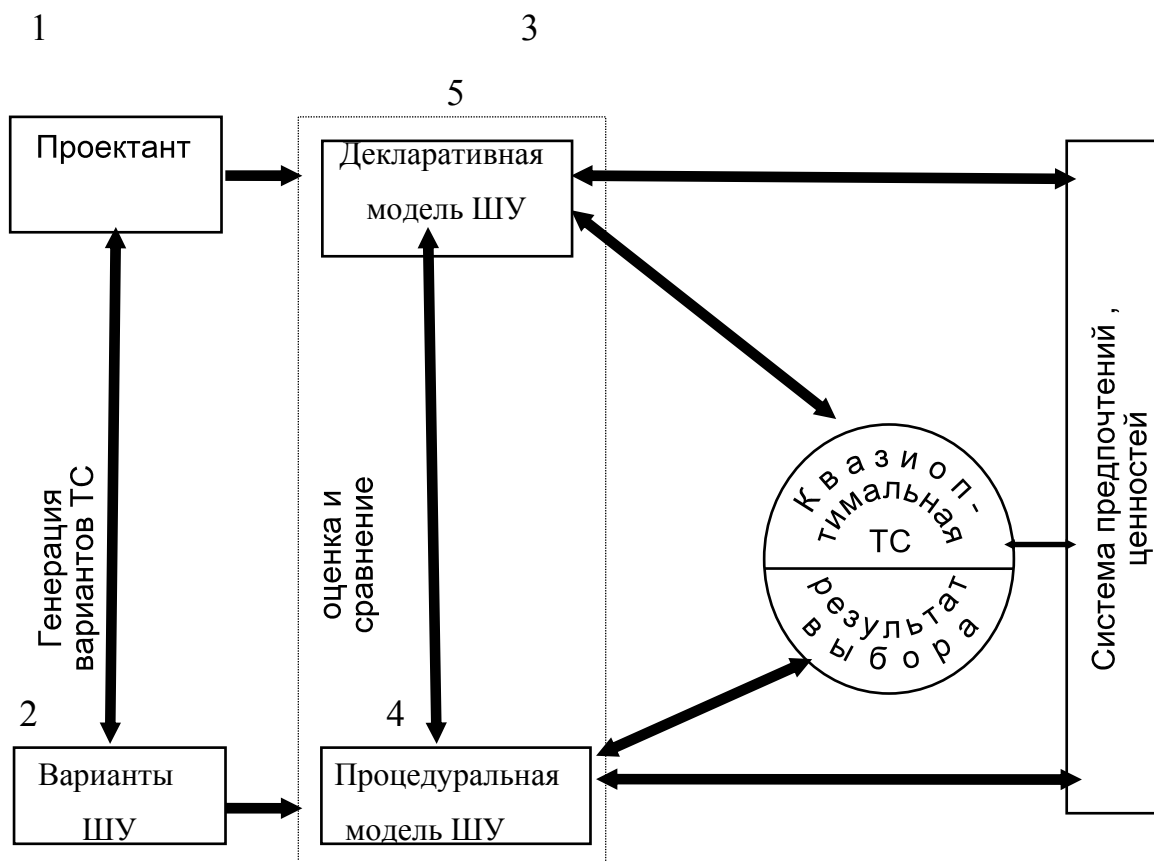 1
3
5
Проектант
Декларативная
модель ШУ
Система предпочтений ,
ценностей
Генерация
вариантов ТС
оценка и
сравнение
Квазиоп-
тимальная
ТС
результат
выбора
2
4
Варианты
ШУ
Процедуральная
модель ШУ